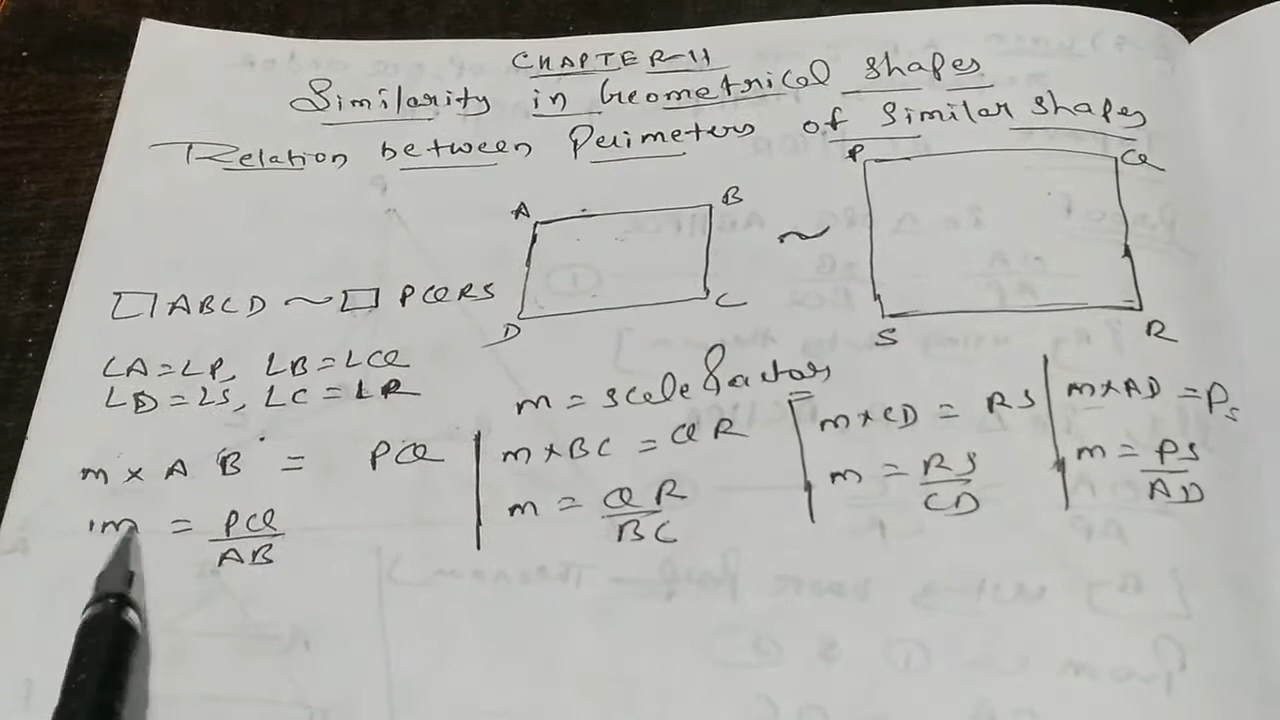 CHAPTER-11
Similarity in Geometrical shapes
Relation between Perimeters of Similar shapes
A B ~ P Q
D C S R
□ABCD ~ □ PQRS
∠A=∠P, ∠B=∠Q
∠D=∠S, ∠C=∠R
m = scale factor
m × A B = PQ | m×BC = QR | m×CD = RS | m×AD = PS
m = PQ/AB | m = QR/BC | m = RS/CD | m = PS/AD